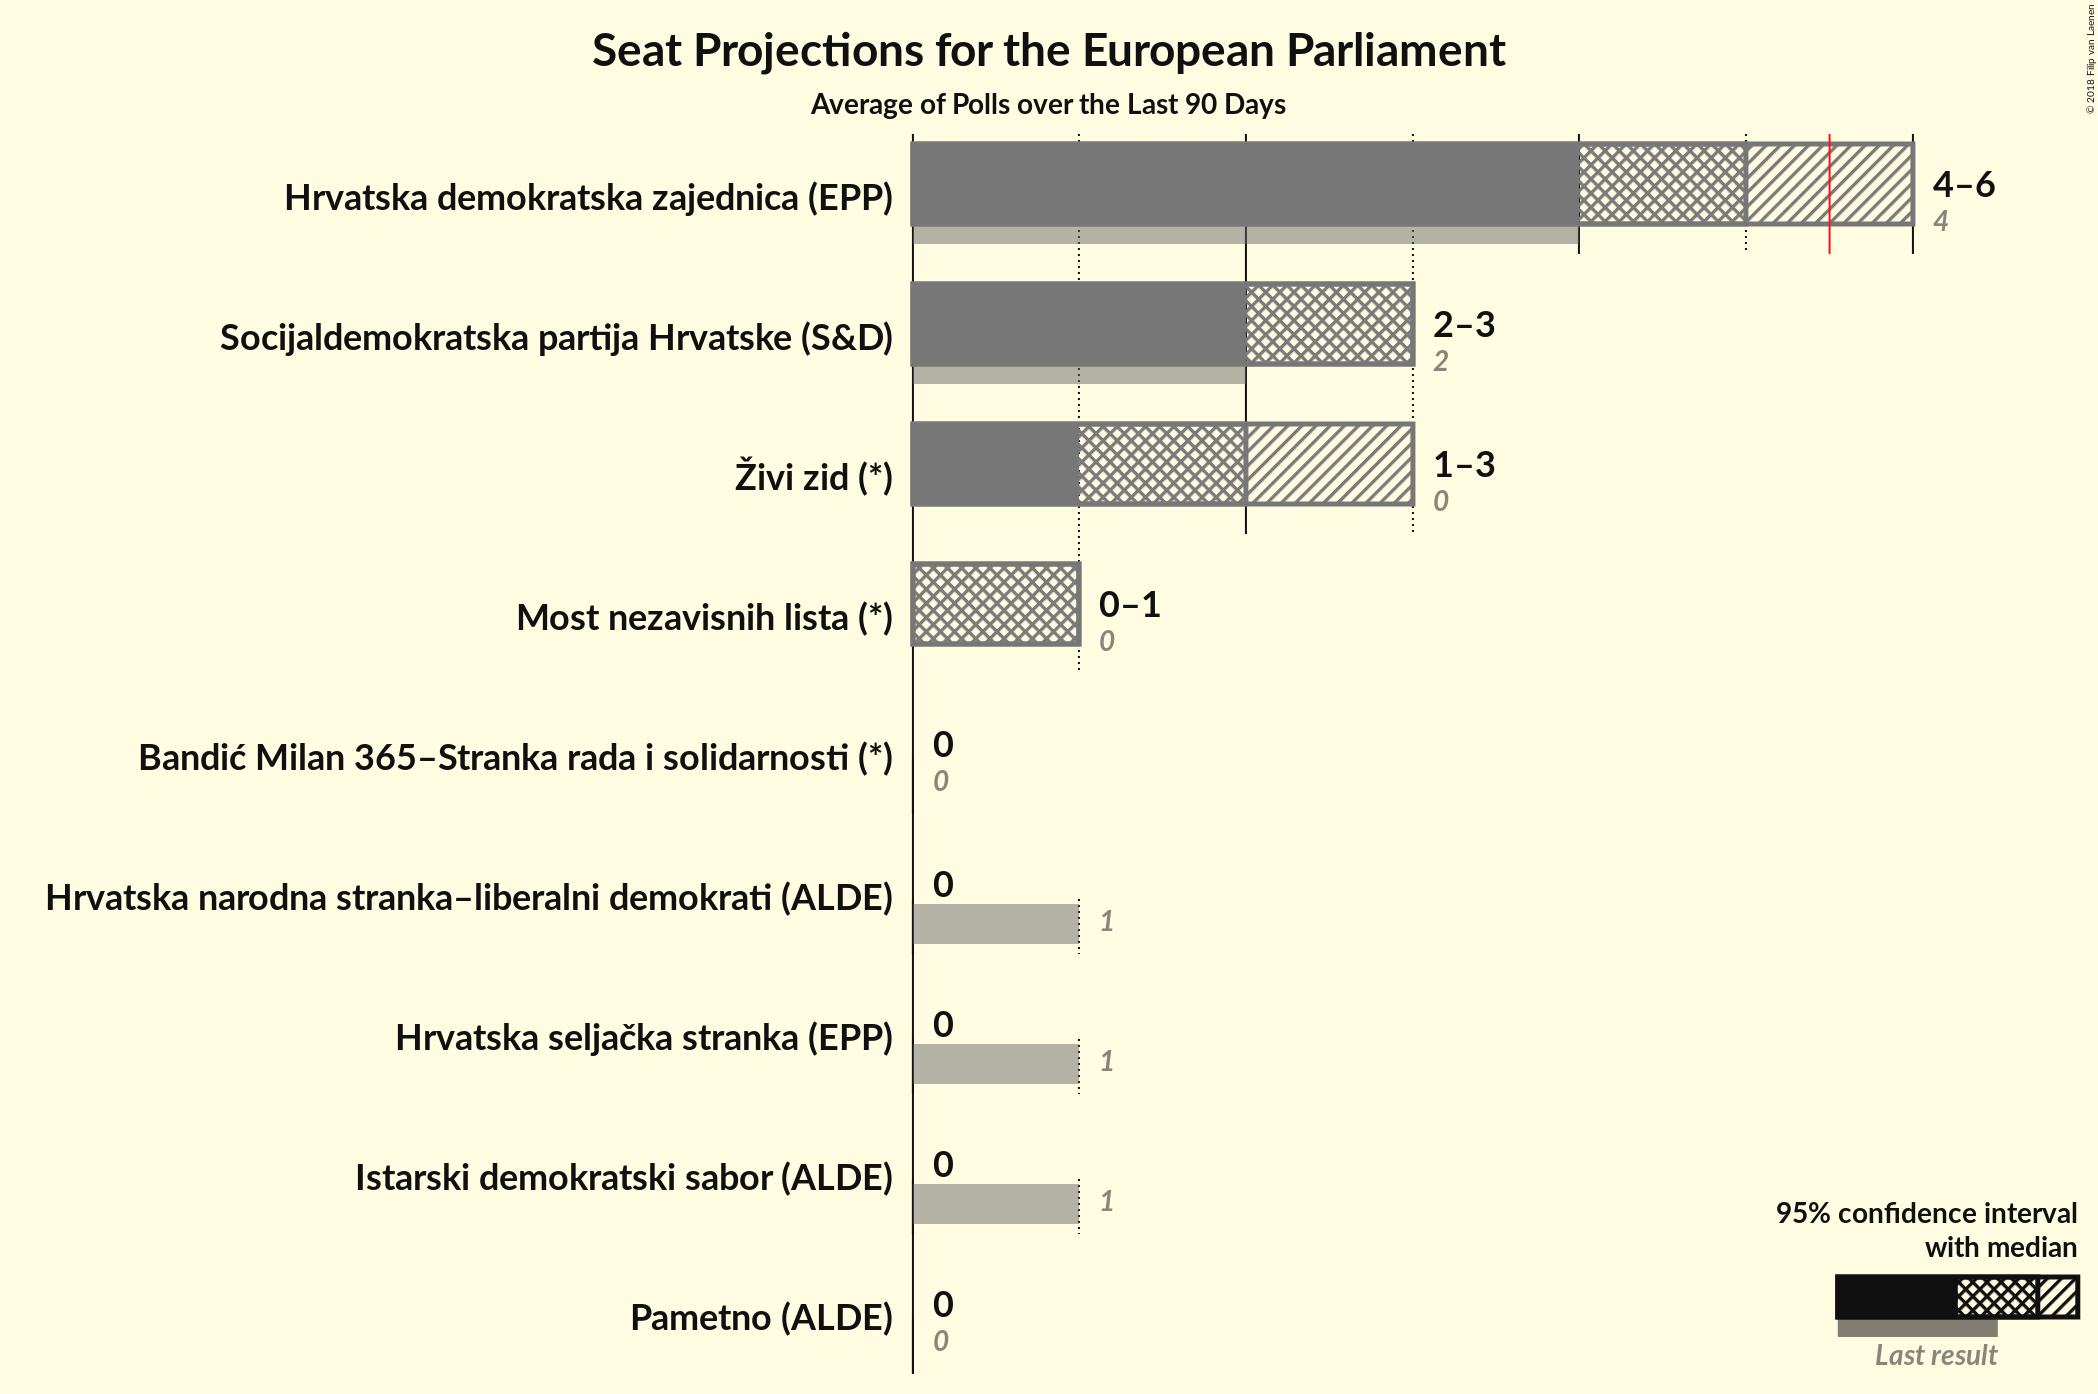 Seat Projections for the European Parliament
Average of Polls over the Last 90 Days
© 2018 Filip van Laenen
Hrvatska demokratska zajednica (EPP)
4–6
4
Socijaldemokratska partija Hrvatske (S&D)
2–3
2
Živi zid (*)
1–3
0
Most nezavisnih lista (*)
0–1
0
Bandić Milan 365–Stranka rada i solidarnosti (*)
0
0
Hrvatska narodna stranka–liberalni demokrati (ALDE)
0
1
Hrvatska seljačka stranka (EPP)
0
1
Istarski demokratski sabor (ALDE)
0
1
Pametno (ALDE)
0
0
95% confidence interval
with median
Last result